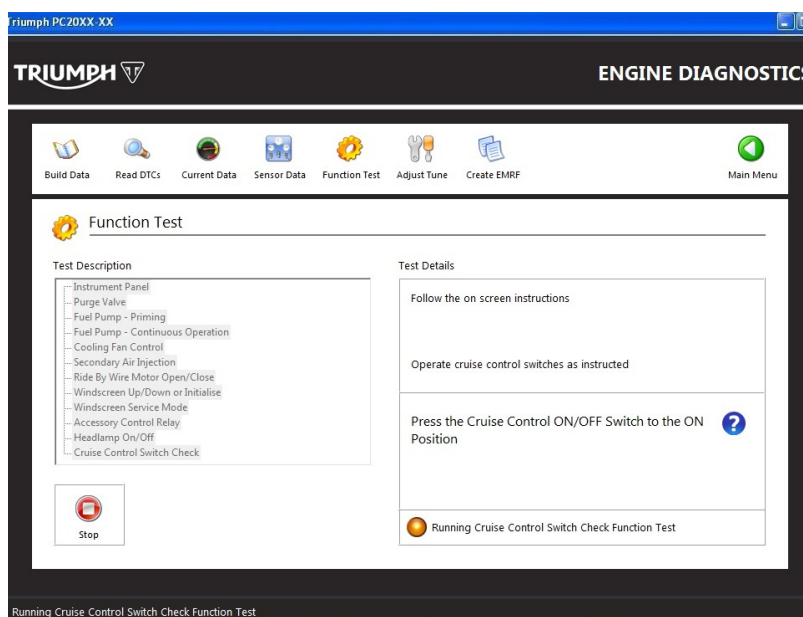 Triumph PC20XX-XX
TRIUMPH
ENGINE DIAGNOSTICS
Build Data
Read DTCs
Current Data
Sensor Data
Function Test
Adjust Tune
Create EMRF
Main Menu
Function Test
Test Description
Instrument Panel
Purge Valve
Fuel Pump - Priming
Fuel Pump - Continuous Operation
Cooling Fan Control
Secondary Air Injection
Ride By Wire Motor Open/Close
Windscreen Up/Down or Initialise
Windscreen Service Mode
Accessory Control Relay
Headlamp On/Off
Cruise Control Switch Check
Stop
Test Details
Follow the on screen instructions
Operate cruise control switches as instructed
Press the Cruise Control ON/OFF Switch to the ON
Position
?
Running Cruise Control Switch Check Function Test
Running Cruise Control Switch Check Function Test